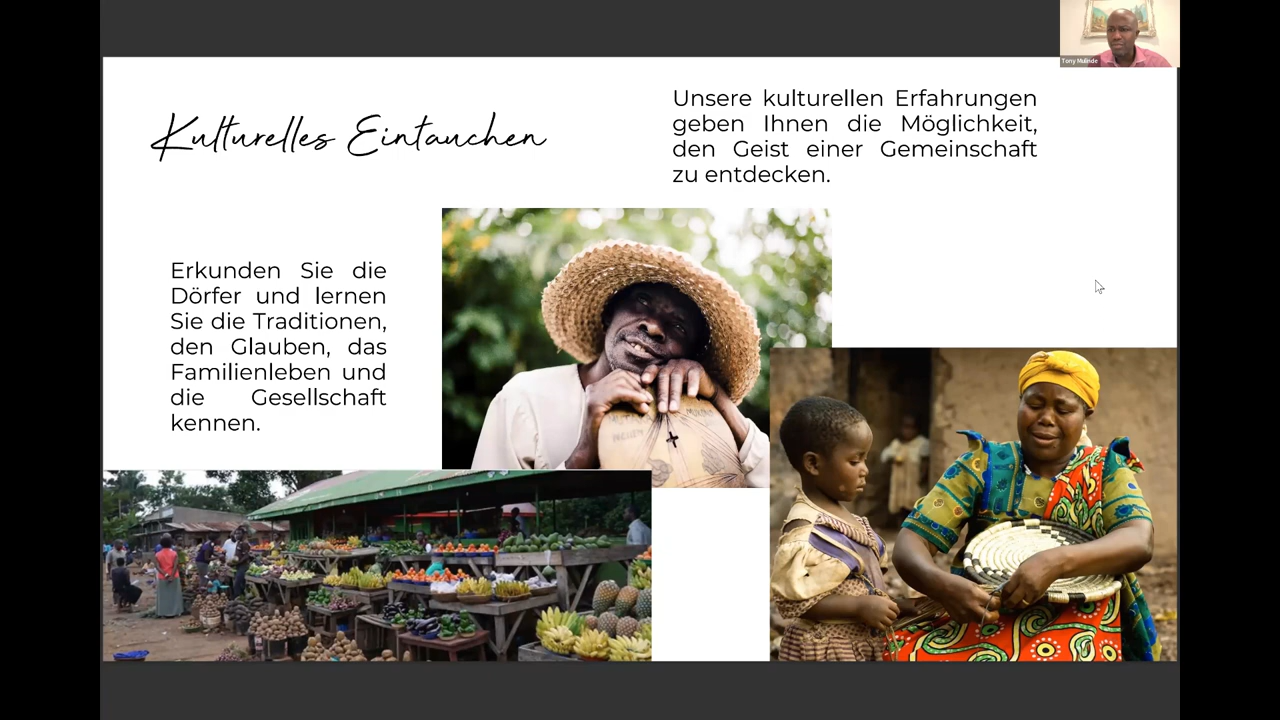 Tony Mulinde
Kulturelles Eintauchen
Unsere kulturellen Erfahrungen
geben Ihnen die Möglichkeit,
den Geist einer Gemeinschaft
zu entdecken.
Erkunden Sie die
Dörfer und lernen
Sie die Traditionen,
den Glauben, das
Familienleben und
die Gesellschaft
kennen.